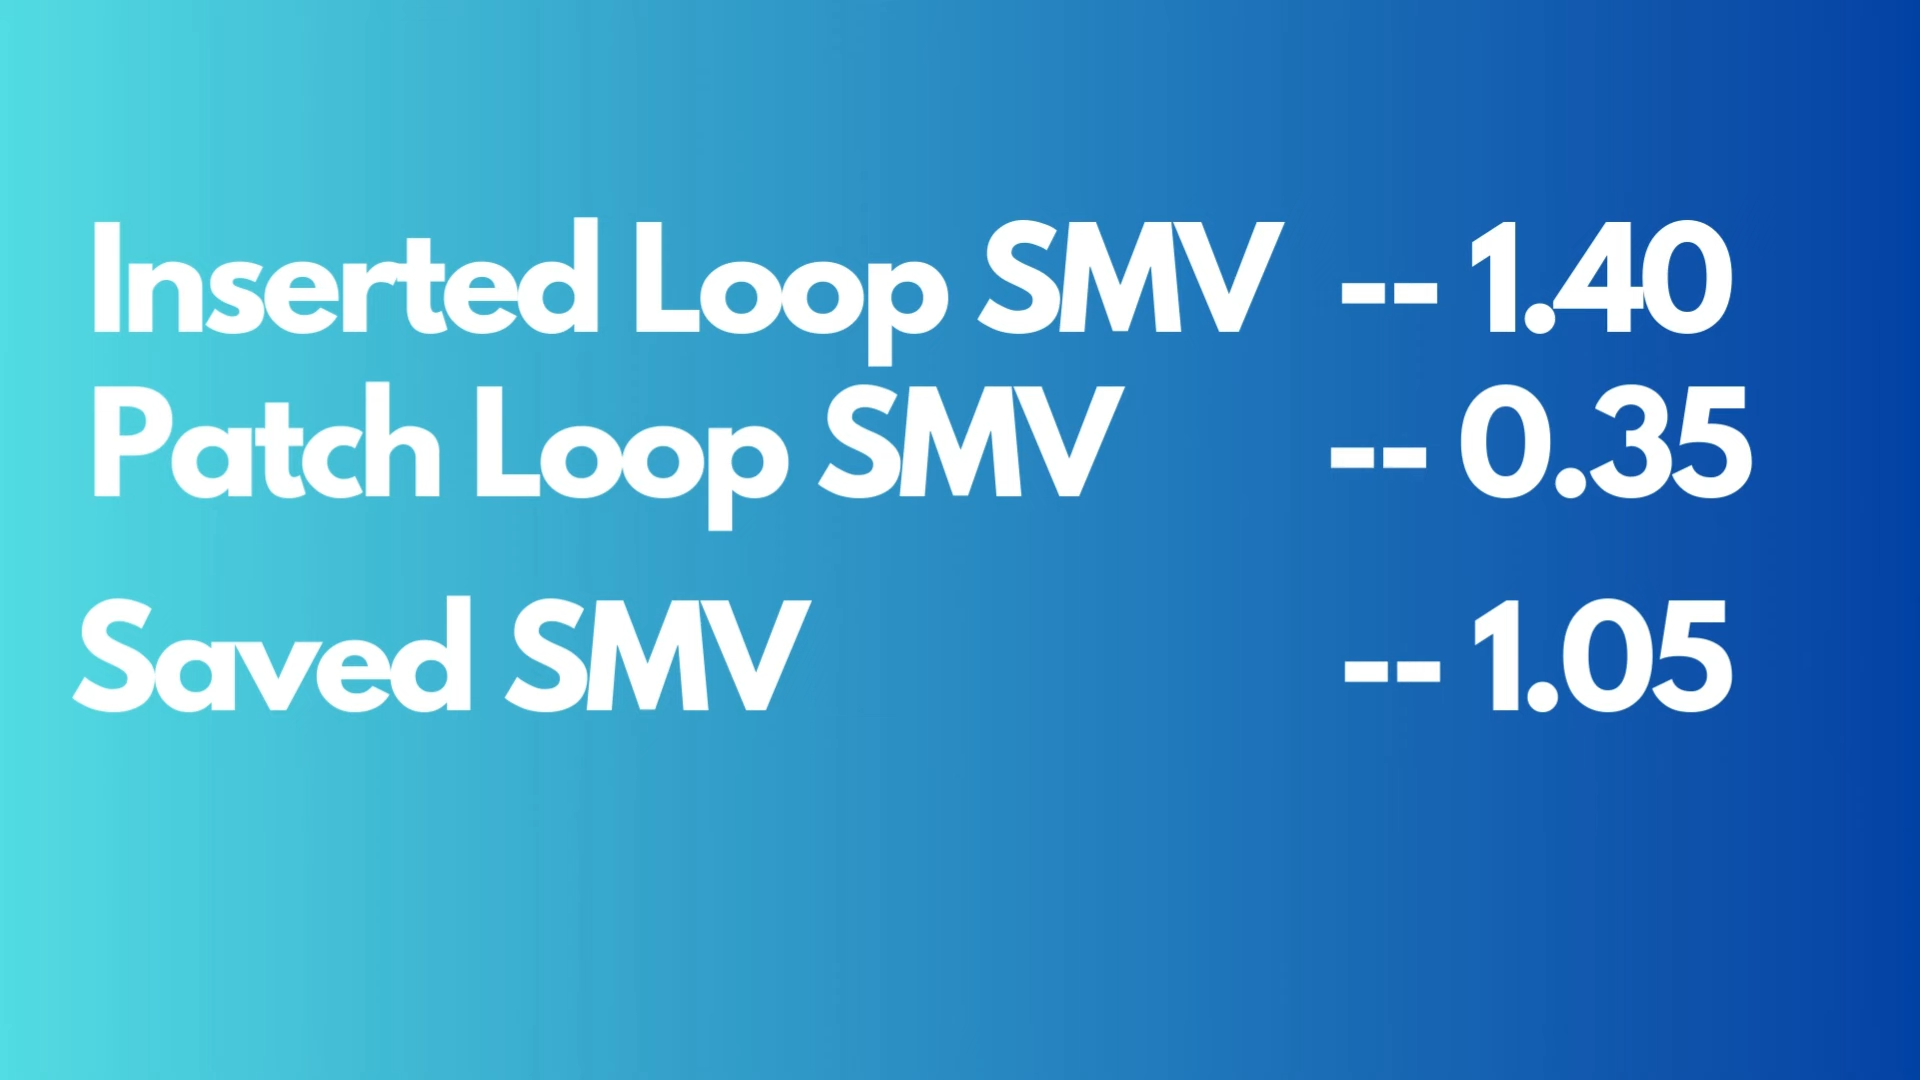 Inserted Loop SMV -- 1.40
Patch Loop SMV -- 0.35
Saved SMV -- 1.05